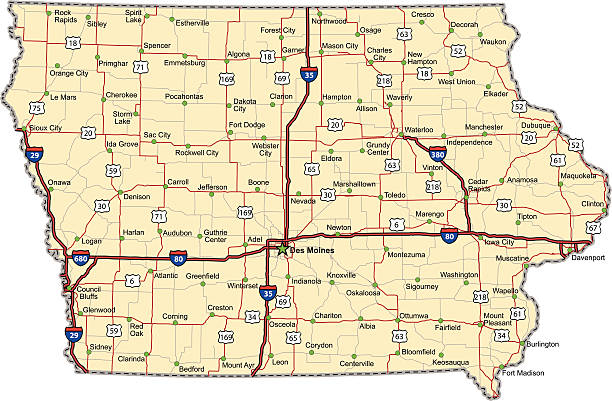 Rock Rapids
Sibley
Spirit Lake
Estherville
Northwood
Cresco
Decorah
Forest City
Osage
52
18
Spencer
Garner
Mason City
Waukon
Algona
Charles City
New Hampton
Primghar
71
Emmetsburg
169
69
35
63
52
Orange City
218
18
West Union
Elkader
75
Le Mars
Cherokee
Pocahontas
Dakota City
Clarion
Hampton
Allison
Waverly
52
Storm Lake
Sioux City
20
Sac City
Fort Dodge
20
Waterloo
Manchester
Dubuque
20
29
Ida Grove
Rockwell City
Webster City
Eldora
Grundy Center
380
Independence
61
59
65
63
Vinton
Onawa
Carroll
Jefferson
Boone
Marshalltown
218
Cedar Rapids
Anamosa
Maquoketa
30
Denison
Nevada
30
Toledo
30
Clinton
71
169
Marengo
Tipton
67
Logan
Harlan
Audubon
Guthrie Center
Adel
Newton
6
80
Iowa City
680
80
Des Moines
Montezuma
Davenport
Muscatine
Atlantic
Greenfield
Winterset
35
Indianola
Knoxville
Washington
Council Bluffs
6
Oskaloosa
Sigourney
218
Wapello
69
Glenwood
Creston
34
Osceola
Chariton
Albia
Ottumwa
Fairfield
Mount Pleasant
61
29
59
Red Oak
Corning
169
65
63
34
Burlington
Sidney
Corydon
Bloomfield
Clarinda
Bedford
Mount Ayr
Leon
Centerville
Keosauqua
Fort Madison